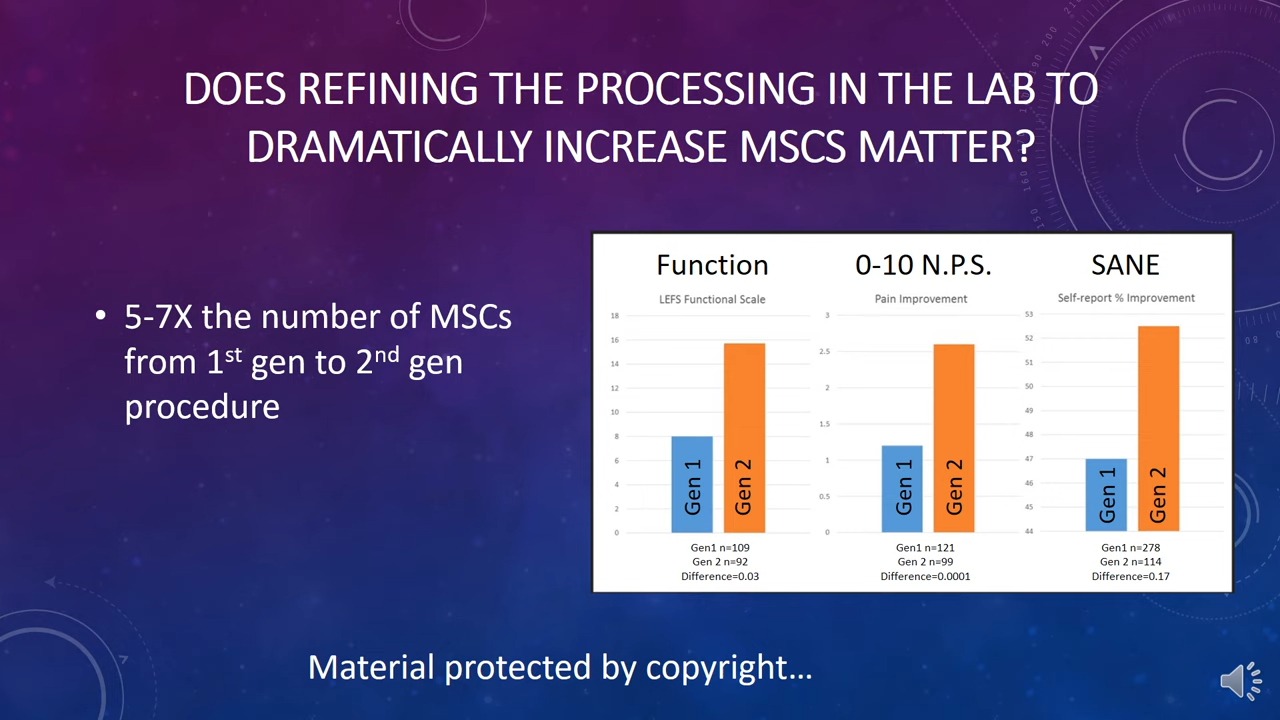 DOES REFINING THE PROCESSING IN THE LAB TO
DRAMATICALLY INCREASE MSCS MATTER?
• 5-7X the number of MSCs
from 1st gen to 2nd gen
procedure
Function
LEFS Functional Scale
18
16
14
12
10
8
6
4
2
0
Gen 1
Gen 2
Gen1 n=109
Gen 2 n=92
Difference=0.03
0-10 N.P.S.
Pain Improvement
3
2.5
2
1.5
1
0.5
0
Gen 1
Gen 2
Gen1 n=121
Gen 2 n=99
Difference=0.0001
SANE
Self-report % Improvement
53
52
51
50
49
48
47
46
45
44
Gen 1
Gen 2
Gen1 n=278
Gen 2 n=114
Difference=0.17
Material protected by copyright…
150
160
190
200
210